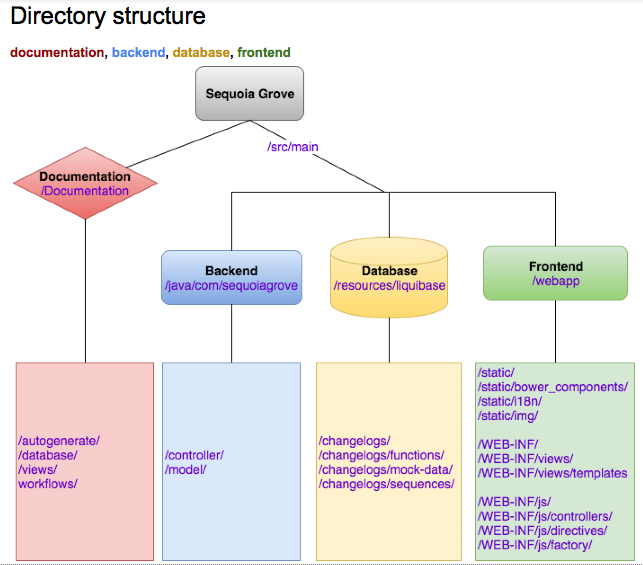 Directory structure
documentation, backend, database, frontend
Sequoia Grove
/src/main
Documentation
/Documentation
Backend
/java/com/sequoiagrove
Database
/resources/liquibase
Frontend
/webapp
/autogenerate/
/database/
/views/
workflows/
/controller/
/model/
/changelogs/
/changelogs/functions/
/changelogs/mock-data/
/changelogs/sequences/
/static/
/static/bower_components/
/static/i18n/
/static/img/
/WEB-INF/
/WEB-INF/views/
/WEB-INF/views/templates
/WEB-INF/js/
/WEB-INF/js/controllers/
/WEB-INF/js/directives/
/WEB-INF/js/factory/